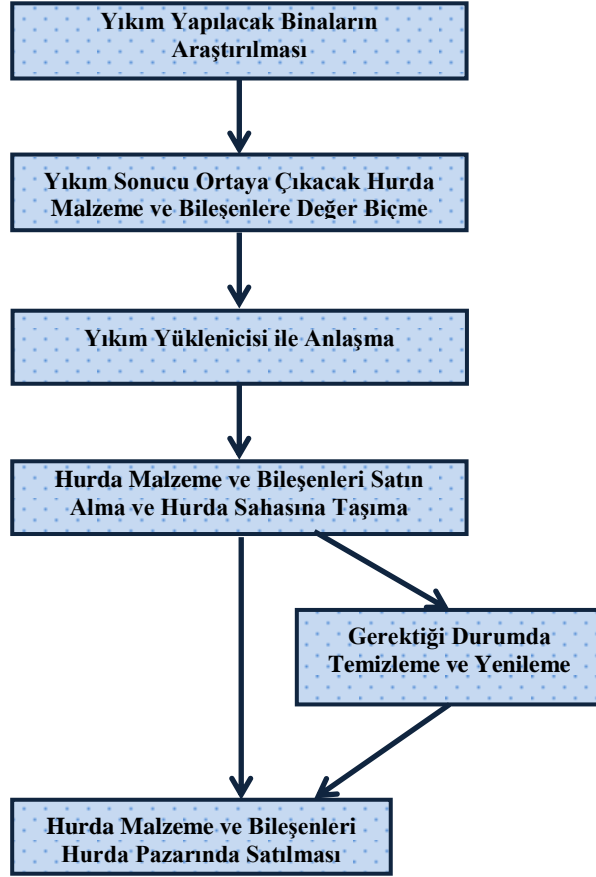 Yıkım Yapılacak Binaların
Araştırılması
Yıkım Sonucu Ortaya Çıkacak Hurda
Malzeme ve Bileşenlere Değer Biçme
Yıkım Yüklenicisi ile Anlaşma
Hurda Malzeme ve Bileşenleri Satın
Alma ve Hurda Sahasına Taşıma
Gerektiği Durumda
Temizleme ve Yenileme
Hurda Malzeme ve Bileşenleri
Hurda Pazarında Satılması